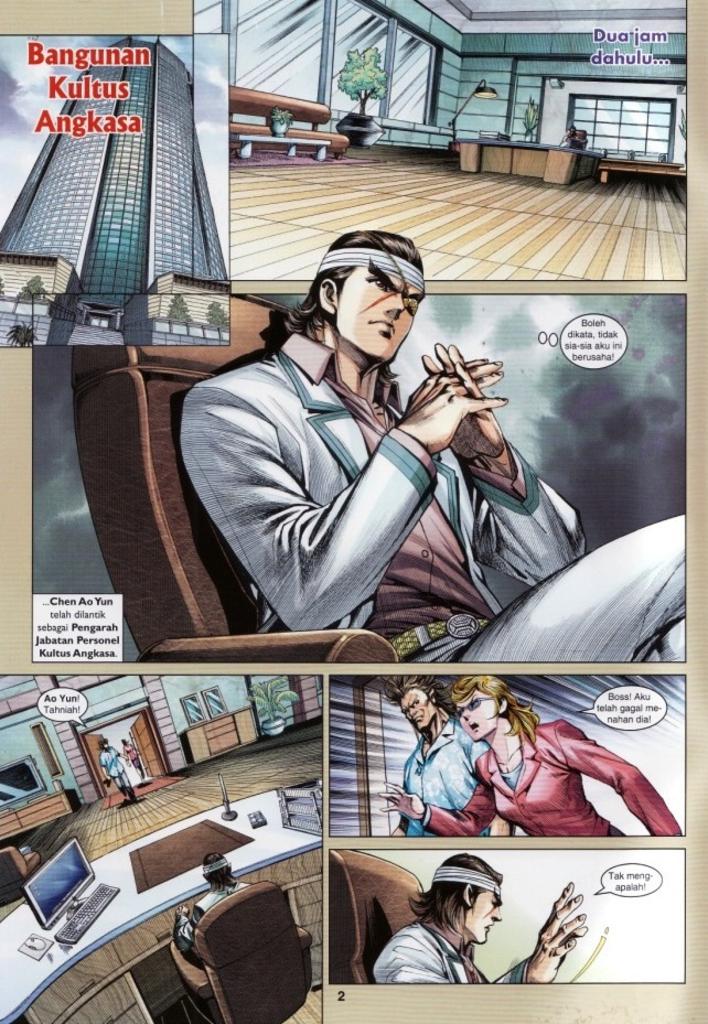 Bangunan
Kultus
Angkasa
Dua jam
dahulu...
Boleh
dikata, tidak
sia-sia aku ini
berusaha!
...Chen Ao Yun
telah dilantik
sebagai Pengarah
Jabatan Personel
Kultus Angkasa.
Ao Yun!
Tahniah!
Boss! Aku
telah gagal me-
nahan dia!
Tak meng-
apalah!
2